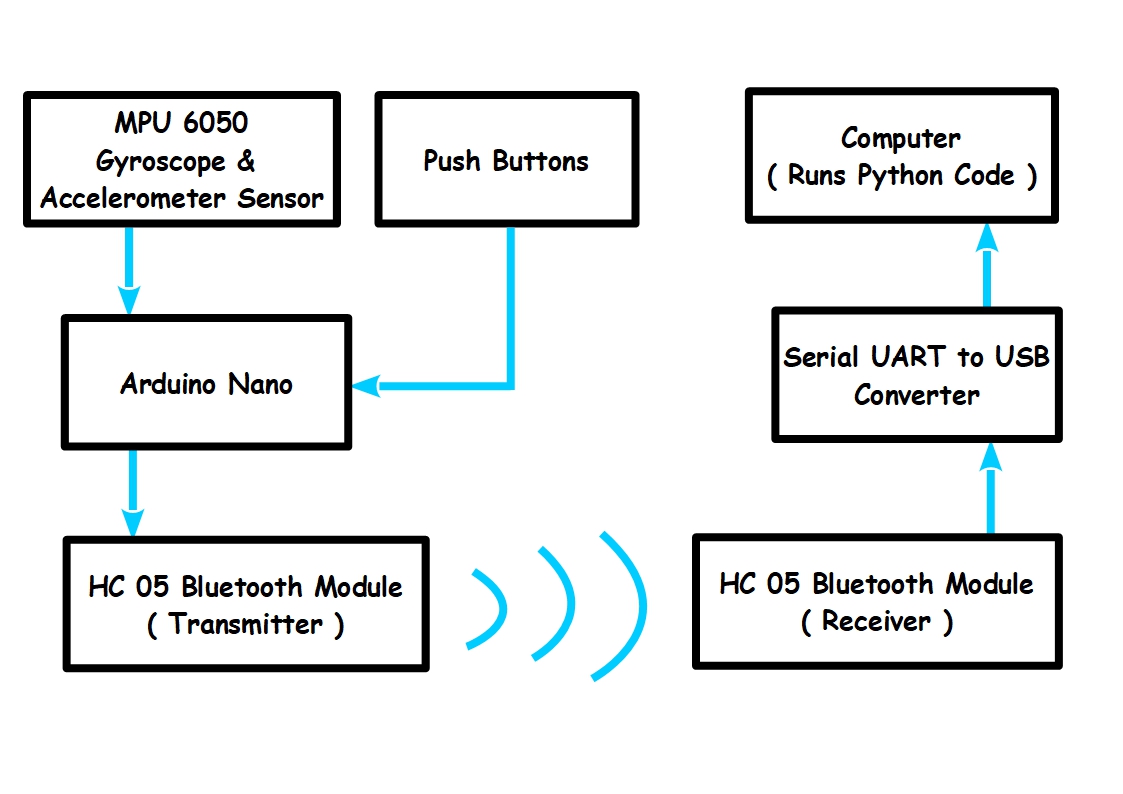 MPU 6050
Gyroscope &
Accelerometer Sensor
Push Buttons
Computer
( Runs Python Code )
Arduino Nano
Serial UART to USB
Converter
HC 05 Bluetooth Module
( Transmitter )
HC 05 Bluetooth Module
( Receiver )